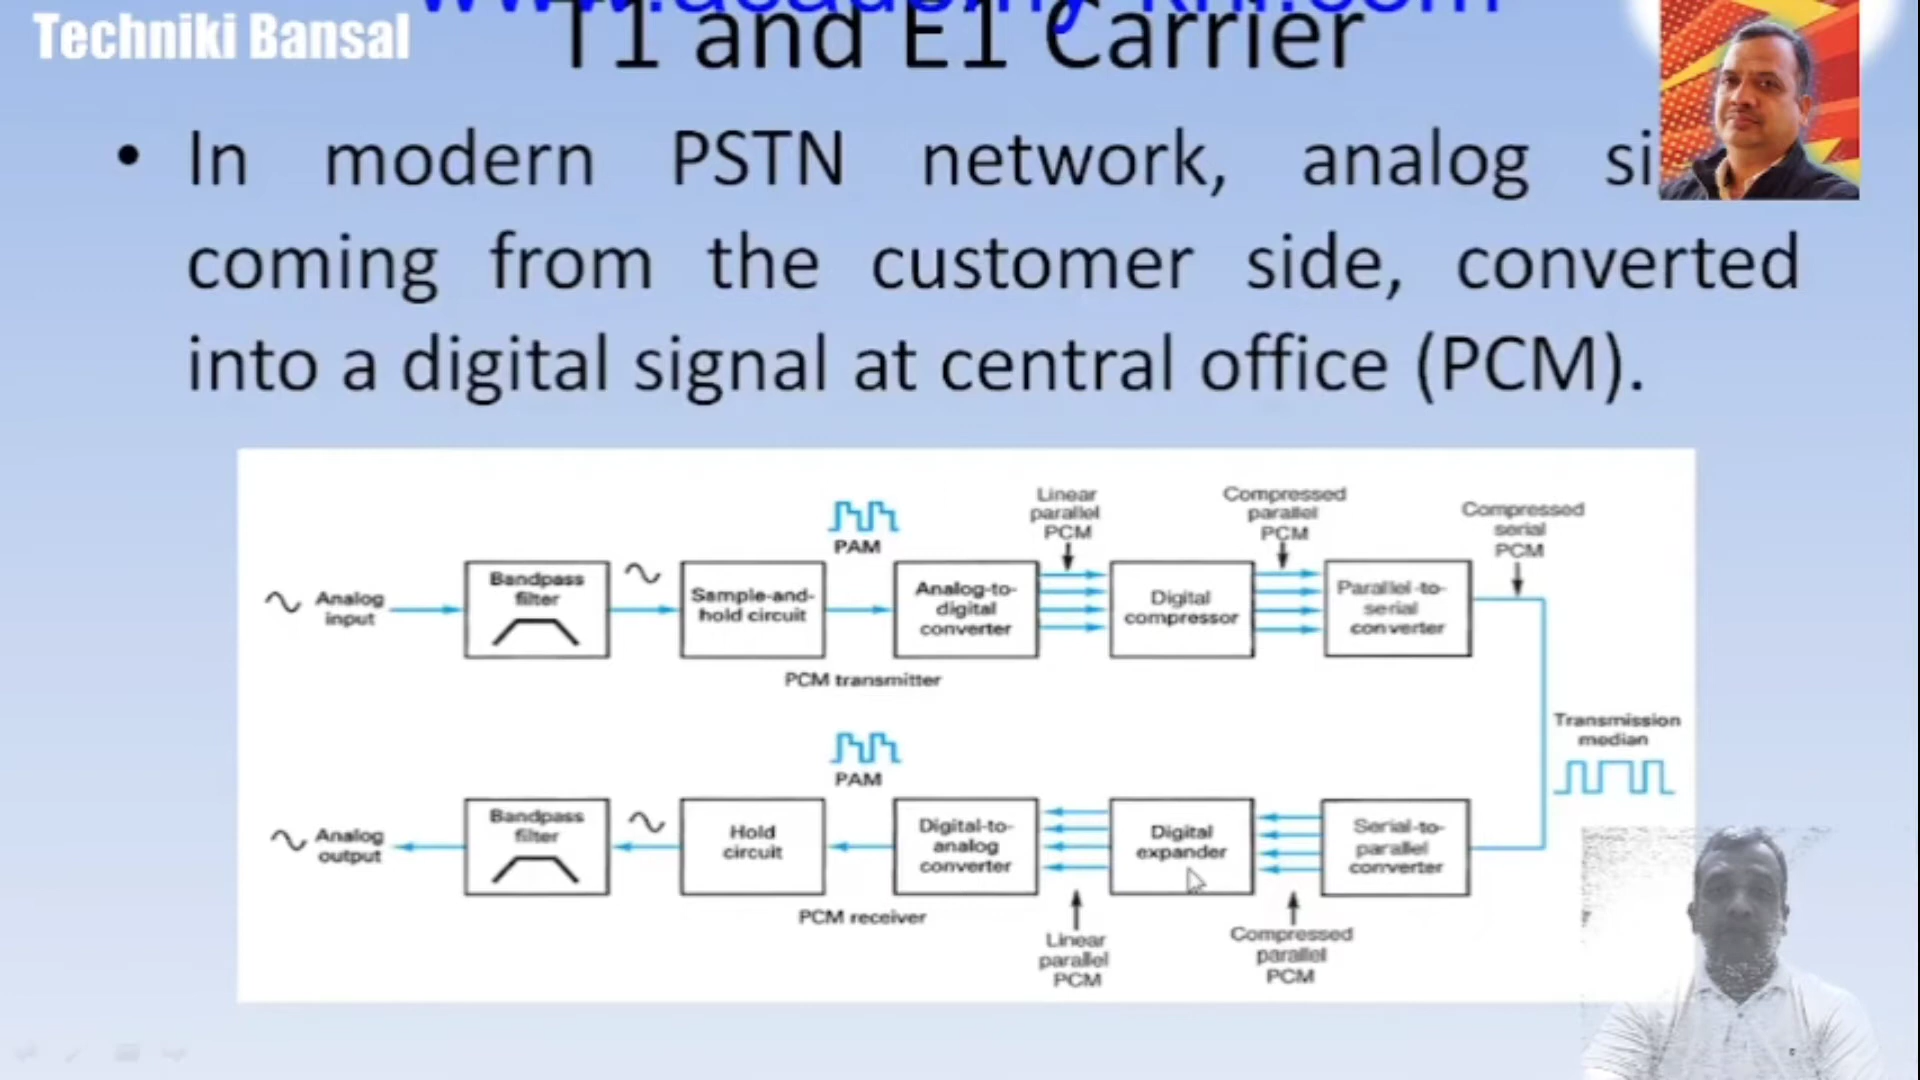 Techniki Bansal
T1 and E1 Carrier
• In modern PSTN network, analog
coming from the customer side, converted
into a digital signal at central office (PCM).
Linear
parallel
PCM
Compressed
parallel
PCM
Compressed
serial
PCM
PAM
Analog
input
Bandpass
filter
Sample-and-
hold circuit
Analog-to-
digital
converter
Digital
compressor
Parallel-to-
serial
converter
PCM transmitter
Transmission
median
PAM
Analog
output
Bandpass
filter
Hold
circuit
Digital-to-
analog
converter
Digital
expander
Serial-to-
parallel
converter
PCM receiver
Linear
parallel
PCM
Compressed
parallel
PCM